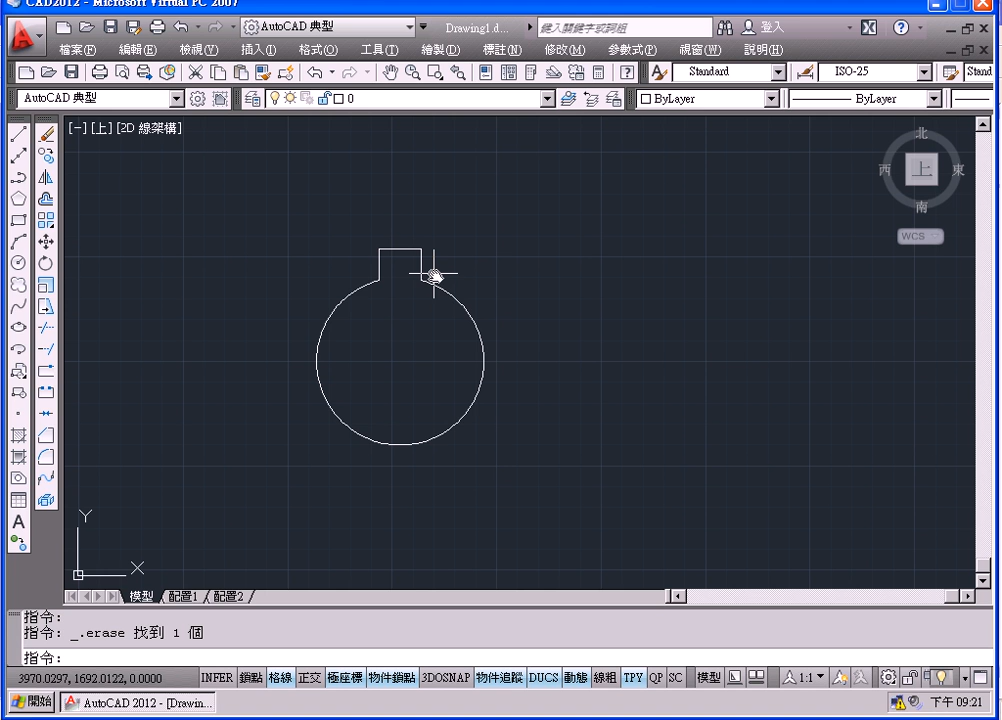 CAD2012 - Microsoft Virtual PC 2007
AutoCAD 典型 Drawing1.d... 鍵入關鍵字或詞組 登入
檔案(F) 編輯(E) 檢視(V) 插入(I) 格式(O) 工具(T) 繪製(D) 標註(N) 修改(M) 參數式(P) 視窗(W) 說明(H)
Standard ISO-25 Stand
AutoCAD 典型 0 ByLayer ByLayer
[-] [上] [2D 線架構]
北
西 上 東
南
WCS
Y
X
模型 配置1 配置2
指令:
指令: _.erase 找到 1 個
指令:
3970.0297, 1692.0122, 0.0000 INFER 鎖點 格線 正交 極座標 物件鎖點 3DOSNAP 物件追蹤 DUCS 動態 線粗 TPY QP SC 模型 1:1
開始 AutoCAD 2012 - [Drawin... 下午 09:21